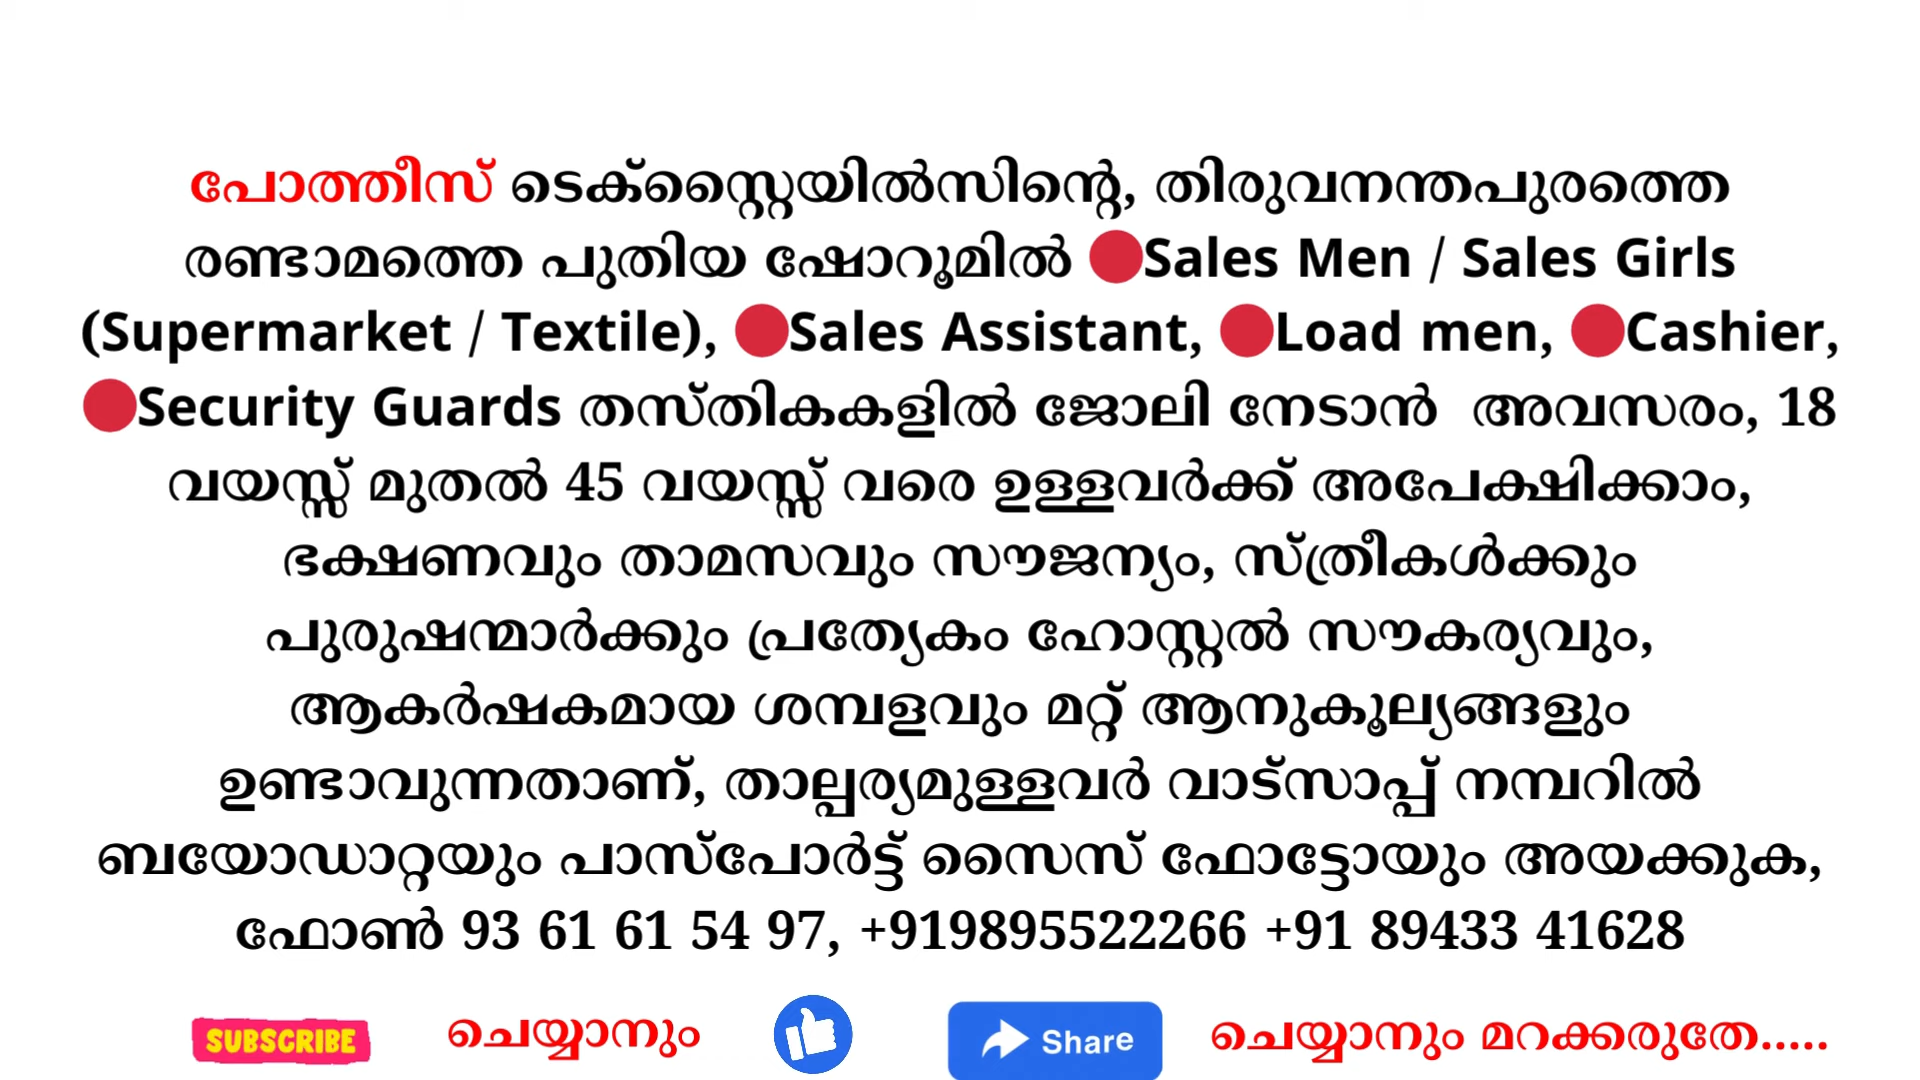 പോത്തീസ് ടെക്സ്റ്റൈയിൽസിന്റെ, തിരുവനന്തപുരത്തെ
രണ്ടാമത്തെ പുതിയ ഷോറൂമിൽ 🔴Sales Men / Sales Girls
(Supermarket / Textile), 🔴Sales Assistant, 🔴Load men, 🔴Cashier,
🔴Security Guards തസ്തികകളിൽ ജോലി നേടാൻ അവസരം, 18
വയസ്സ് മുതൽ 45 വയസ്സ് വരെ ഉള്ളവർക്ക് അപേക്ഷിക്കാം,
ഭക്ഷണവും താമസവും സൗജന്യം, സ്ത്രീകൾക്കും
പുരുഷന്മാർക്കും പ്രത്യേകം ഹോസ്റ്റൽ സൗകര്യവും,
ആകർഷകമായ ശമ്പളവും മറ്റ് ആനുകൂല്യങ്ങളും
ഉണ്ടാവുന്നതാണ്, താല്പര്യമുള്ളവർ വാട്സാപ്പ് നമ്പറിൽ
ബയോഡാറ്റയും പാസ്പോർട്ട് സൈസ് ഫോട്ടോയും അയക്കുക,
ഫോൺ 93 61 61 54 97, +919895522266 +91 89433 41628
SUBSCRIBE ചെയ്യാനും Share ചെയ്യാനും മറക്കരുതേ.....